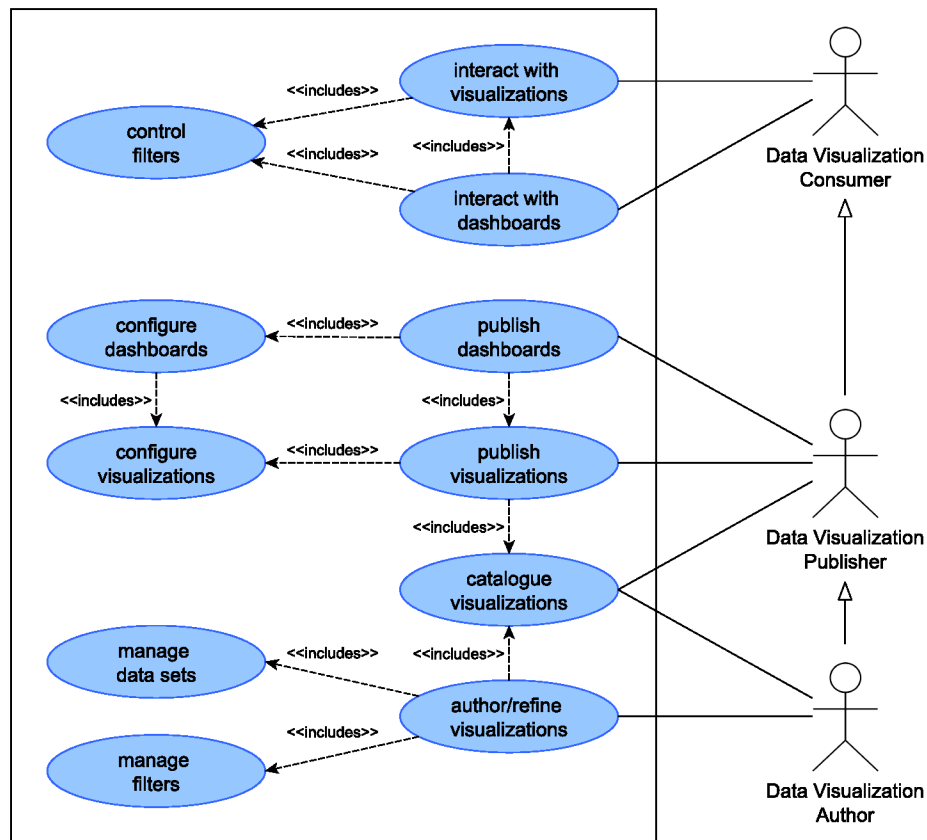 interact with
visualizations
<<includes>>
control
filters
<<includes>>
<<includes>>
interact with
dashboards
Data Visualization
Consumer
configure
dashboards
<<includes>>
publish
dashboards
<<includes>>
<<includes>>
configure
visualizations
<<includes>>
publish
visualizations
<<includes>>
Data Visualization
Publisher
catalogue
visualizations
manage
data sets
<<includes>>
<<includes>>
author/refine
visualizations
<<includes>>
manage
filters
Data Visualization
Author